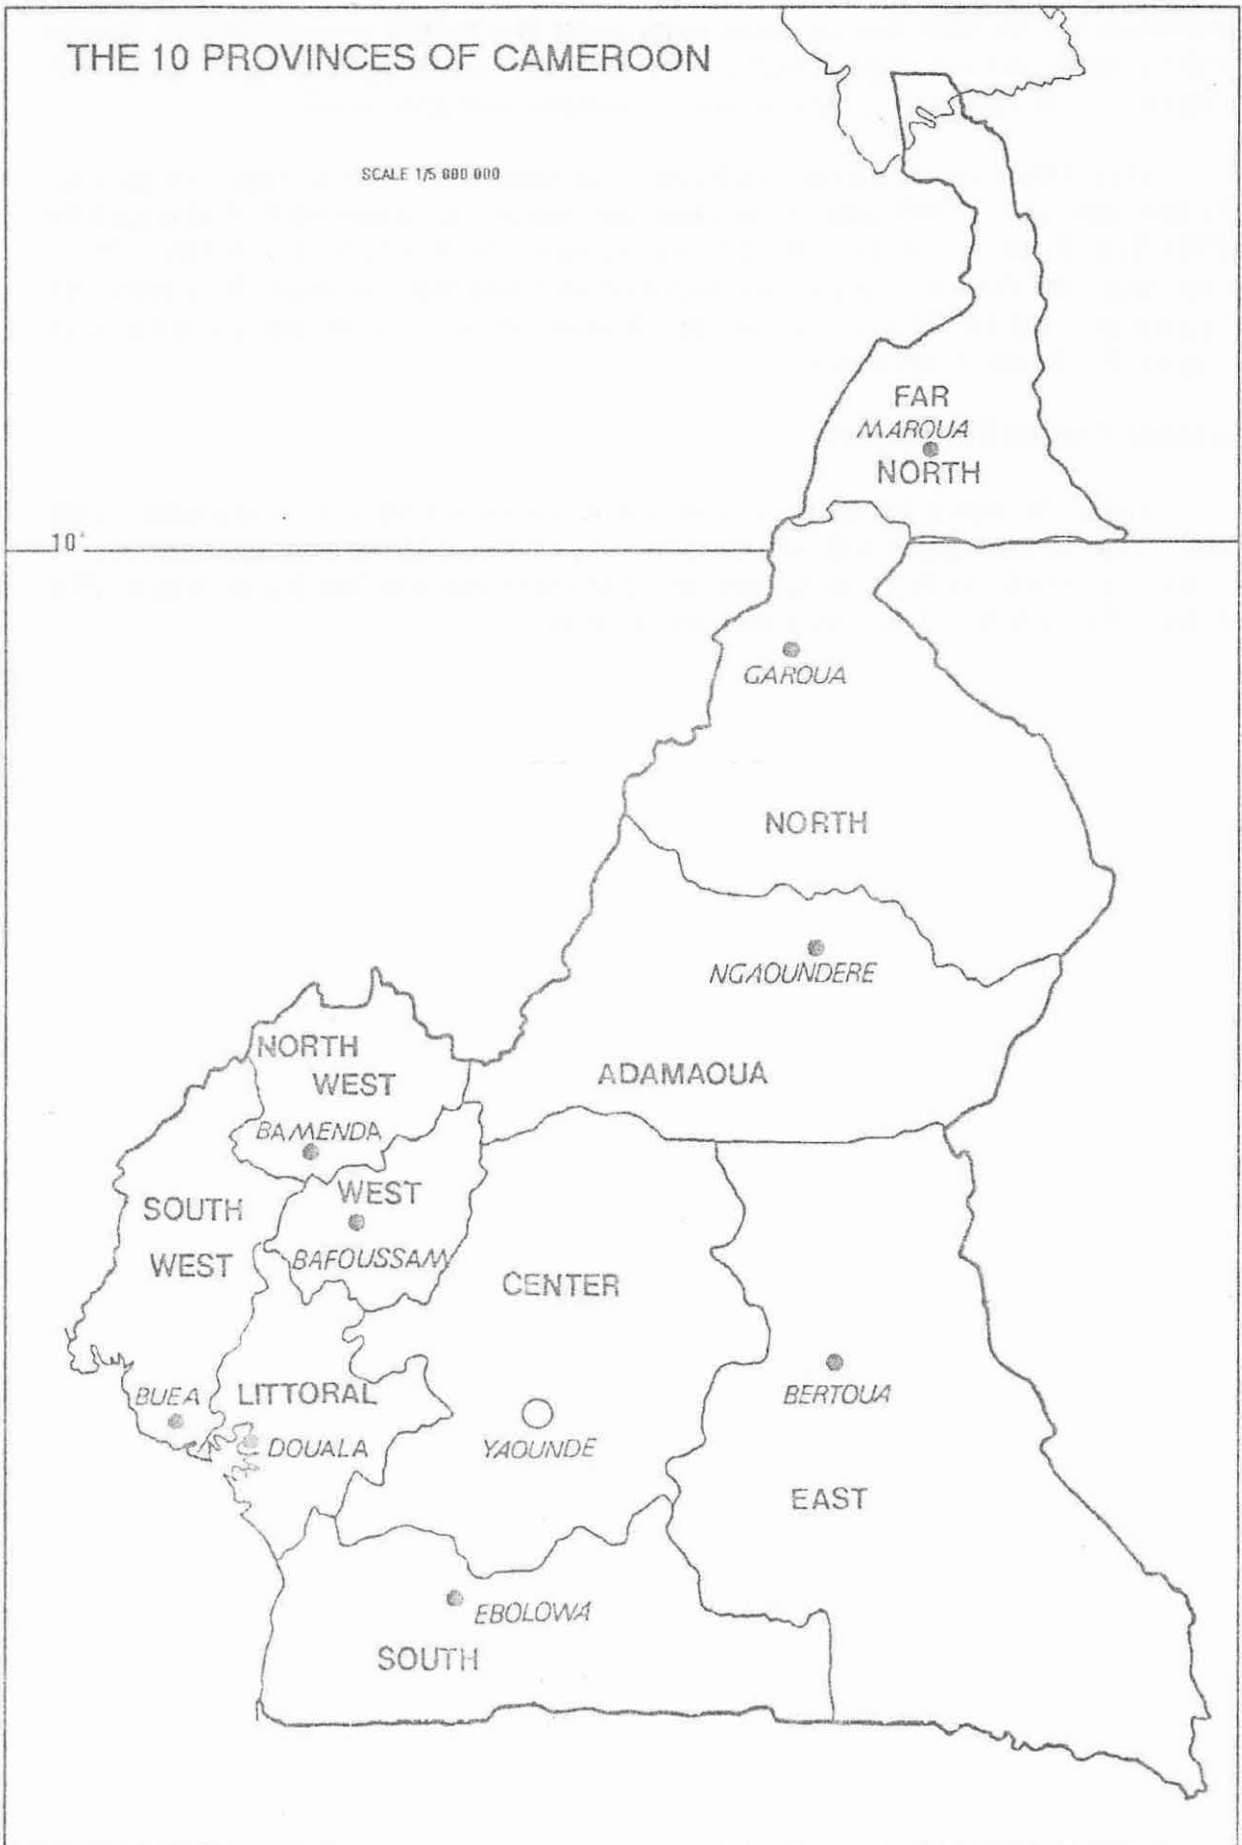 THE 10 PROVINCES OF CAMEROON
SCALE 1/5 000 000
FAR
MAROUA
NORTH
10°
GAROUA
NORTH
NGAOUNDERE
ADAMAOUA
NORTH
WEST
BAMENDA
WEST
SOUTH
WEST
BAFOUSSAM
CENTER
BUEA
LITTORAL
DOUALA
YAOUNDE
BERTOUA
EAST
EBOLOWA
SOUTH